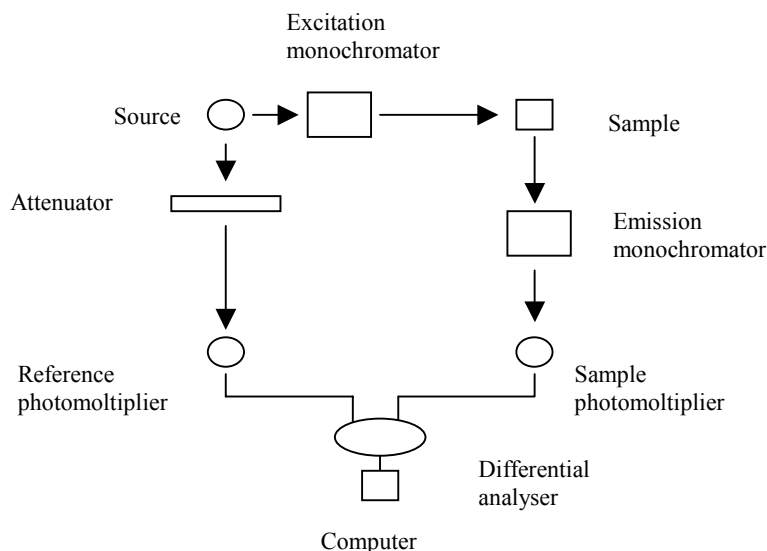 Excitation
monochromator
Source
Sample
Attenuator
Emission
monochromator
Reference
photomoltiplier
Sample
photomoltiplier
Differential
analyser
Computer